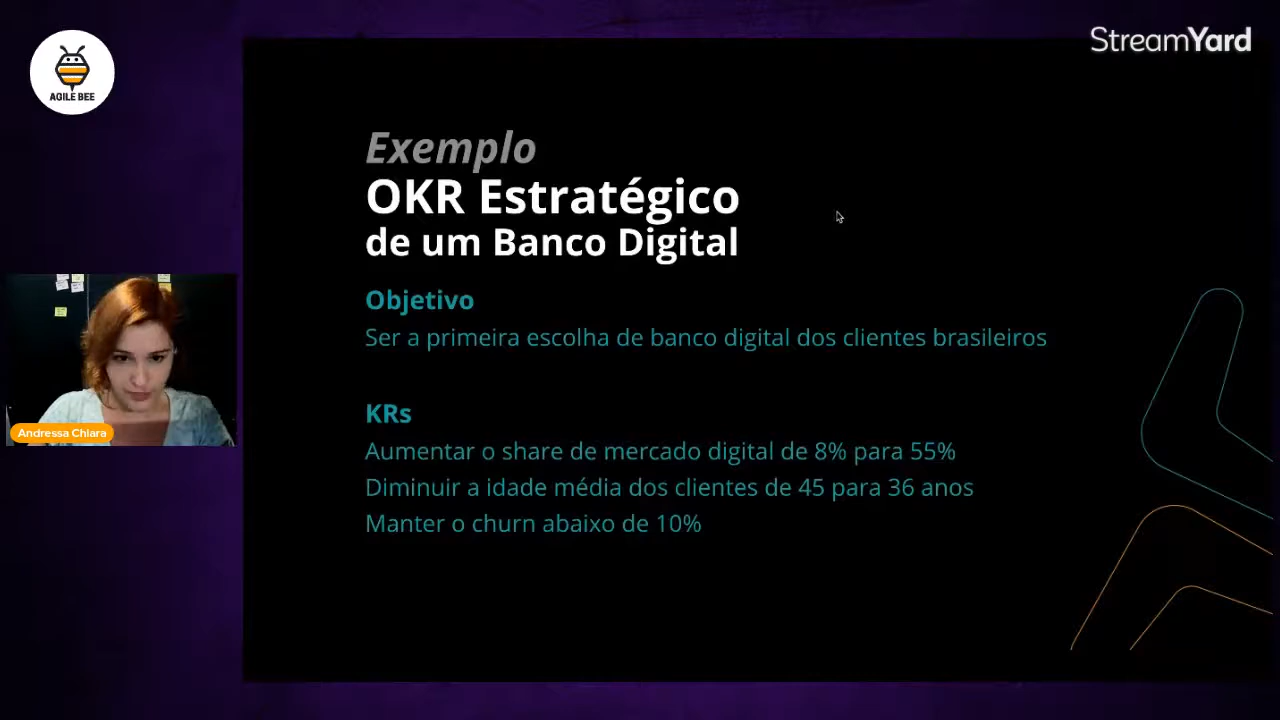 AGILE BEE
StreamYard
Exemplo
OKR Estratégico
de um Banco Digital
Objetivo
Ser a primeira escolha de banco digital dos clientes brasileiros
KRs
Aumentar o share de mercado digital de 8% para 55%
Diminuir a idade média dos clientes de 45 para 36 anos
Manter o churn abaixo de 10%
Andressa Chiara